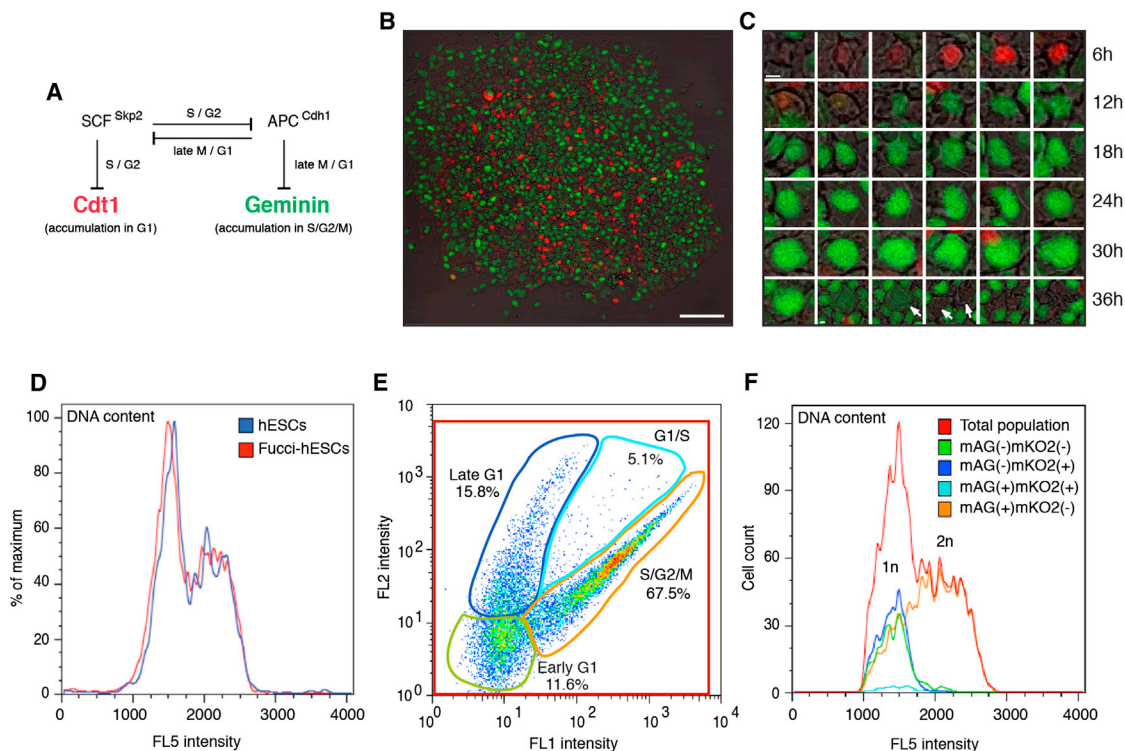 A
SCF Skp2
S / G2
APC Cdh1
late M / G1
S / G2
late M / G1
Cdt1
Geminin
(accumulation in G1)
(accumulation in S/G2/M)
B
C
6h
12h
18h
24h
30h
36h
D
DNA content
hESCs
Fucci-hESCs
% of maximum
100
80
60
40
20
0
0
1000
2000
3000
4000
FL5 intensity
E
FL2 intensity
10
10 3
10 2
10 1
10 0
Late G1
15.8%
G1/S
5.1%
S/G2/M
67.5%
Early G1
11.6%
10 0
10 1
10 2
10 3
10 4
FL1 intensity
F
DNA content
Total population
mAG(-)mKO2(-)
mAG(-)mKO2(+)
mAG(+)mKO2(+)
mAG(+)mKO2(-)
1n
2n
Cell count
120
90
60
30
0
0
1000
2000
3000
4000
FL5 intensity